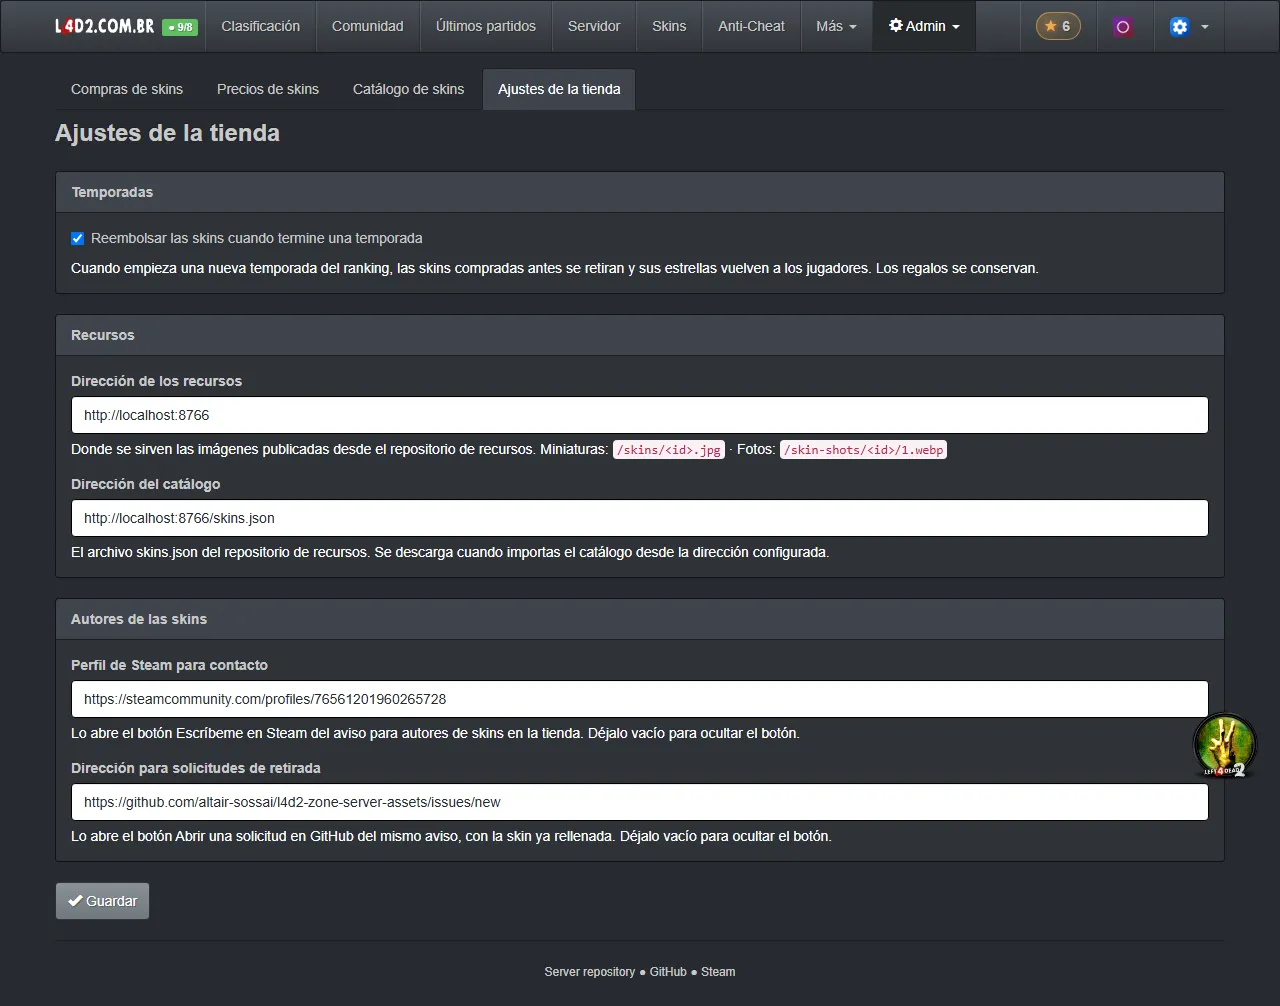 L4D2.COM.BR ● 9/8 Clasificación Comunidad Últimos partidos Servidor Skins Anti-Cheat Más Admin 6
Compras de skins Precios de skins Catálogo de skins Ajustes de la tienda
Ajustes de la tienda
Temporadas
Reembolsar las skins cuando termine una temporada
Cuando empieza una nueva temporada del ranking, las skins compradas antes se retiran y sus estrellas vuelven a los jugadores. Los regalos se conservan.
Recursos
Dirección de los recursos
http://localhost:8766
Donde se sirven las imágenes publicadas desde el repositorio de recursos. Miniaturas: /skins/<id>.jpg · Fotos: /skin-shots/<id>/1.webp
Dirección del catálogo
http://localhost:8766/skins.json
El archivo skins.json del repositorio de recursos. Se descarga cuando importas el catálogo desde la dirección configurada.
Autores de las skins
Perfil de Steam para contacto
https://steamcommunity.com/profiles/76561201960265728
Lo abre el botón Escríbeme en Steam del aviso para autores de skins en la tienda. Déjalo vacío para ocultar el botón.
LEFT 4 DEAD 2
Dirección para solicitudes de retirada
https://github.com/altair-sossai/l4d2-zone-server-assets/issues/new
Lo abre el botón Abrir una solicitud en GitHub del mismo aviso, con la skin ya rellenada. Déjalo vacío para ocultar el botón.
Guardar
Server repository ● GitHub ● Steam